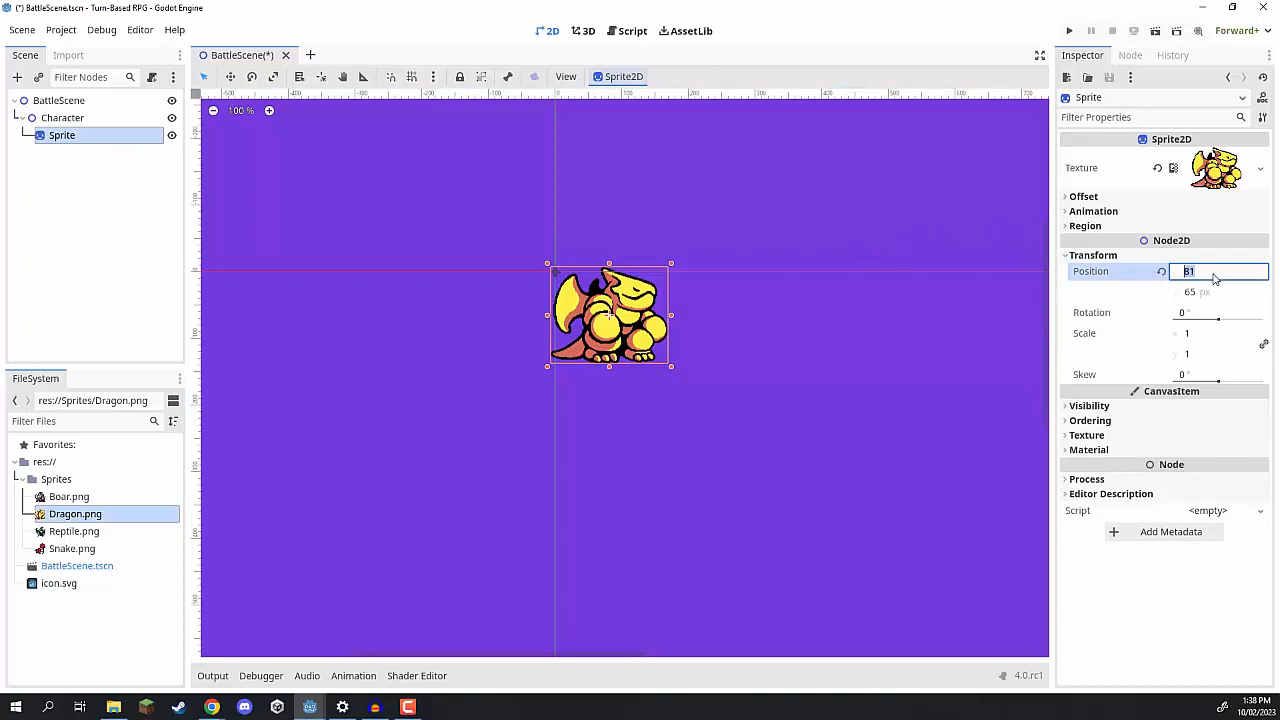 (*) BattleScene.tscn - Turn-Based RPG - Godot Engine
Scene Project Debug Editor Help
2D 3D Script AssetLib
Forward+
Scene Import
BattleScene(*)
Inspector Node History
Filter Nodes
View Sprite2D
BattleScene
Character
Sprite
100 %
Sprite
Filter Properties
Sprite2D
Texture
Offset
Animation
Region
Node2D
Transform
Position 81
65 px
Rotation 0 °
Scale x 1
y 1
Skew 0 °
CanvasItem
Visibility
Ordering
Texture
Material
Node
Process
Editor Description
Script <empty>
Add Metadata
FileSystem
res://Sprites/Dragon.png
Filter Files
Favorites:
res://
Sprites
Boar.png
Dragon.png
Reptile.png
Snake.png
BattleScene.tscn
icon.svg
Output Debugger Audio Animation Shader Editor
4.0.rc1
1:38 PM
10/02/2023